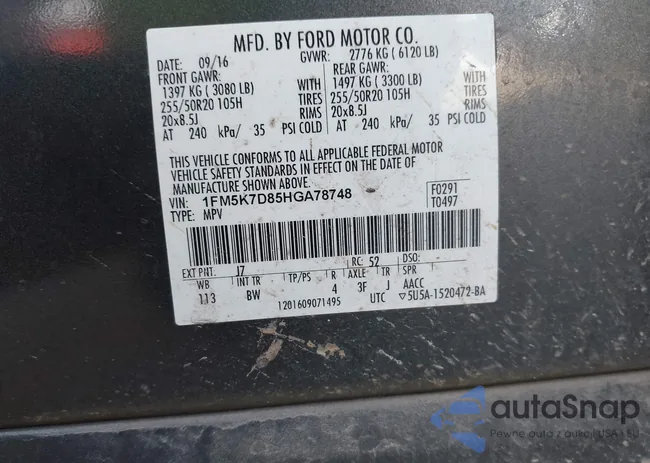 MFD. BY FORD MOTOR CO.
DATE: 09/16 GVWR: 2776 KG ( 6120 LB)
FRONT GAWR: REAR GAWR:
1397 KG ( 3080 LB) WITH 1497 KG ( 3300 LB) WITH
255/50R20 105H TIRES 255/50R20 105H TIRES
20x8.5J RIMS 20x8.5J RIMS
AT 240 kPa/ 35 PSI COLD AT 240 kPa/ 35 PSI COLD
THIS VEHICLE CONFORMS TO ALL APPLICABLE FEDERAL MOTOR
VEHICLE SAFETY STANDARDS IN EFFECT ON THE DATE OF
MANUFACTURE SHOWN ABOVE.
VIN: 1FM5K7D85HGA78748 F0291
TYPE: MPV T0497
EXT PNT: J7 RC: 52 DSO:
WB INT TR TP/PS R AXLE TR SPR
113 BW 4 3F J AACC
1201609071495 UTC ▽5U5A-1520472-BA
autaSnap
Pewne auto z aukcji USA i EU